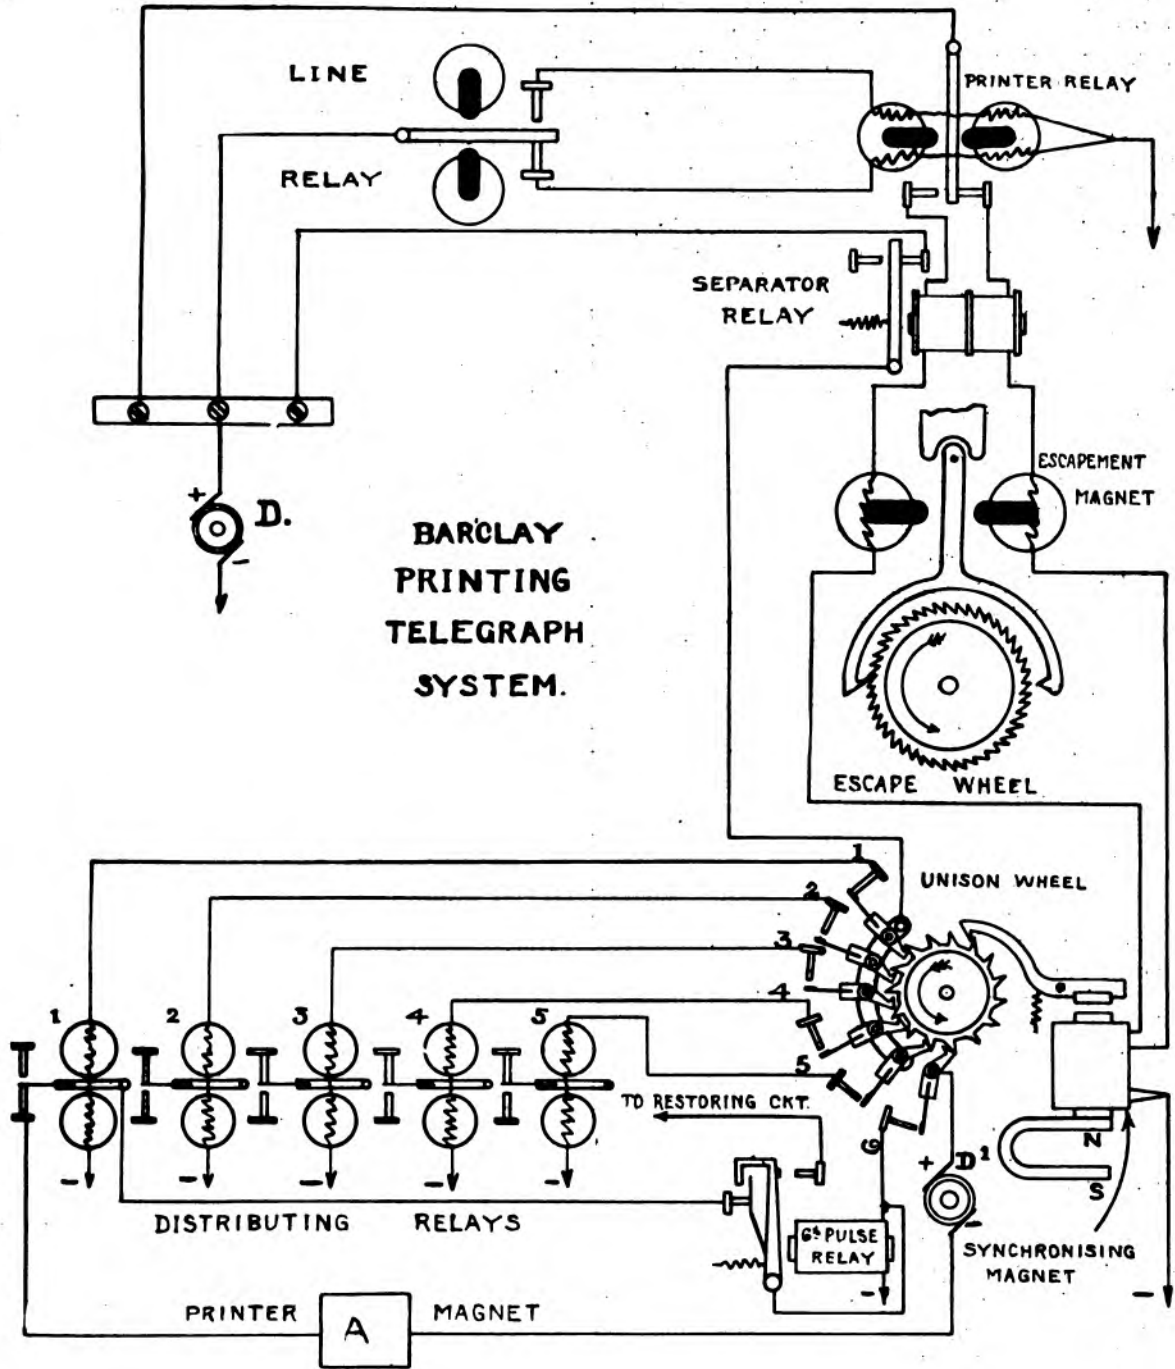 LINE
RELAY
PRINTER RELAY
SEPARATOR
RELAY
+
D.
-
ESCAPEMENT
MAGNET
BARCLAY
PRINTING
TELEGRAPH
SYSTEM.
ESCAPE WHEEL
UNISON WHEEL
1
2
3
4
5
6
1 2 3 4 5
- - - - -
DISTRIBUTING RELAYS
TO RESTORING CKT.
6th PULSE
RELAY
-
+
D1
-
N
S
SYNCHRONISING
MAGNET
-
PRINTER MAGNET
A